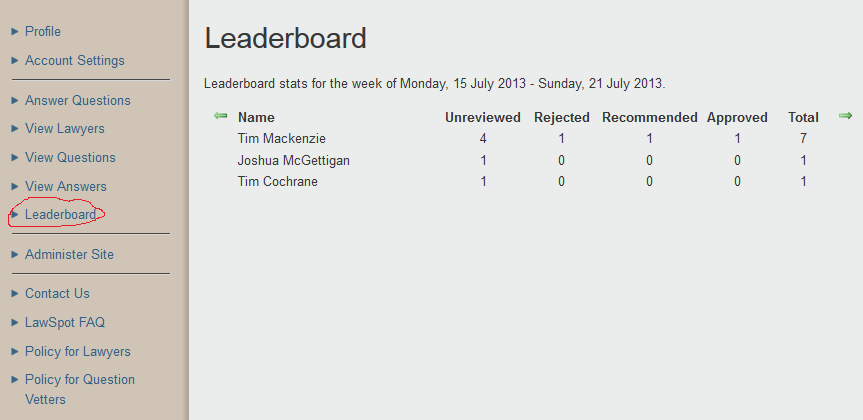 Profile
Account Settings
Answer Questions
View Lawyers
View Questions
View Answers
Leaderboard
Administer Site
Contact Us
LawSpot FAQ
Policy for Lawyers
Policy for Question
Vetters
Leaderboard
Leaderboard stats for the week of Monday, 15 July 2013 - Sunday, 21 July 2013.
Name Unreviewed Rejected Recommended Approved Total
Tim Mackenzie 4 1 1 1 7
Joshua McGettigan 1 0 0 0 1
Tim Cochrane 1 0 0 0 1